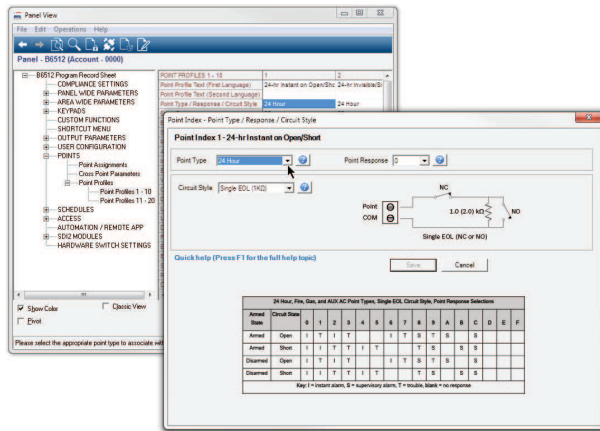 Panel View
File Edit Operations Help
Panel - B6512 (Account - 0000)
B6512 Program Record Sheet
COMPLIANCE SETTINGS
PANEL WIDE PARAMETERS
AREA WIDE PARAMETERS
KEYPADS
CUSTOM FUNCTIONS
SHORTCUT MENU
OUTPUT PARAMETERS
USER CONFIGURATION
POINTS
Point Assignments
Cross Point Parameters
Point Profiles
Point Profiles 1 - 10
Point Profiles 11 - 20
SCHEDULES
ACCESS
AUTOMATION / REMOTE APP
SDI2 MODULES
HARDWARE SWITCH SETTINGS
POINT PROFILES 1 - 10 1 2
Point Profile Text (First Language) 24-hr Instant on Open/Shc 24-hr Invisible/Si
Point Profile Text (Second Language)
Point Type / Response / Circuit Style 24 Hour 24 Hour
Show Color Classic View
Pivot
Please select the appropriate point type to associate wit
Point Index - Point Type / Response / Circuit Style
Point Index 1 - 24-hr Instant on Open/Short
Point Type 24 Hour Point Response 0
Circuit Style Single EOL (1KΩ)
NC
Point
COM
1.0 (2.0) kΩ NO
Single EOL (NC or NO)
Quick help (Press F1 for the full help topic)
Save Cancel
24 Hour, Fire, Gas, and AUX AC Point Types, Single EOL Circuit Style, Point Response Selections
Armed State Circuit State 0 1 2 3 4 5 6 7 8 9 A B C D E F
Armed Open I T I T I T S T S S
Armed Short I I T T I T T S S S
Disarmed Open I T I T I T S T S S
Disarmed Short I I T T I T T S S S
Key: I = instant alarm, S = supervisory alarm, T = trouble, blank = no response